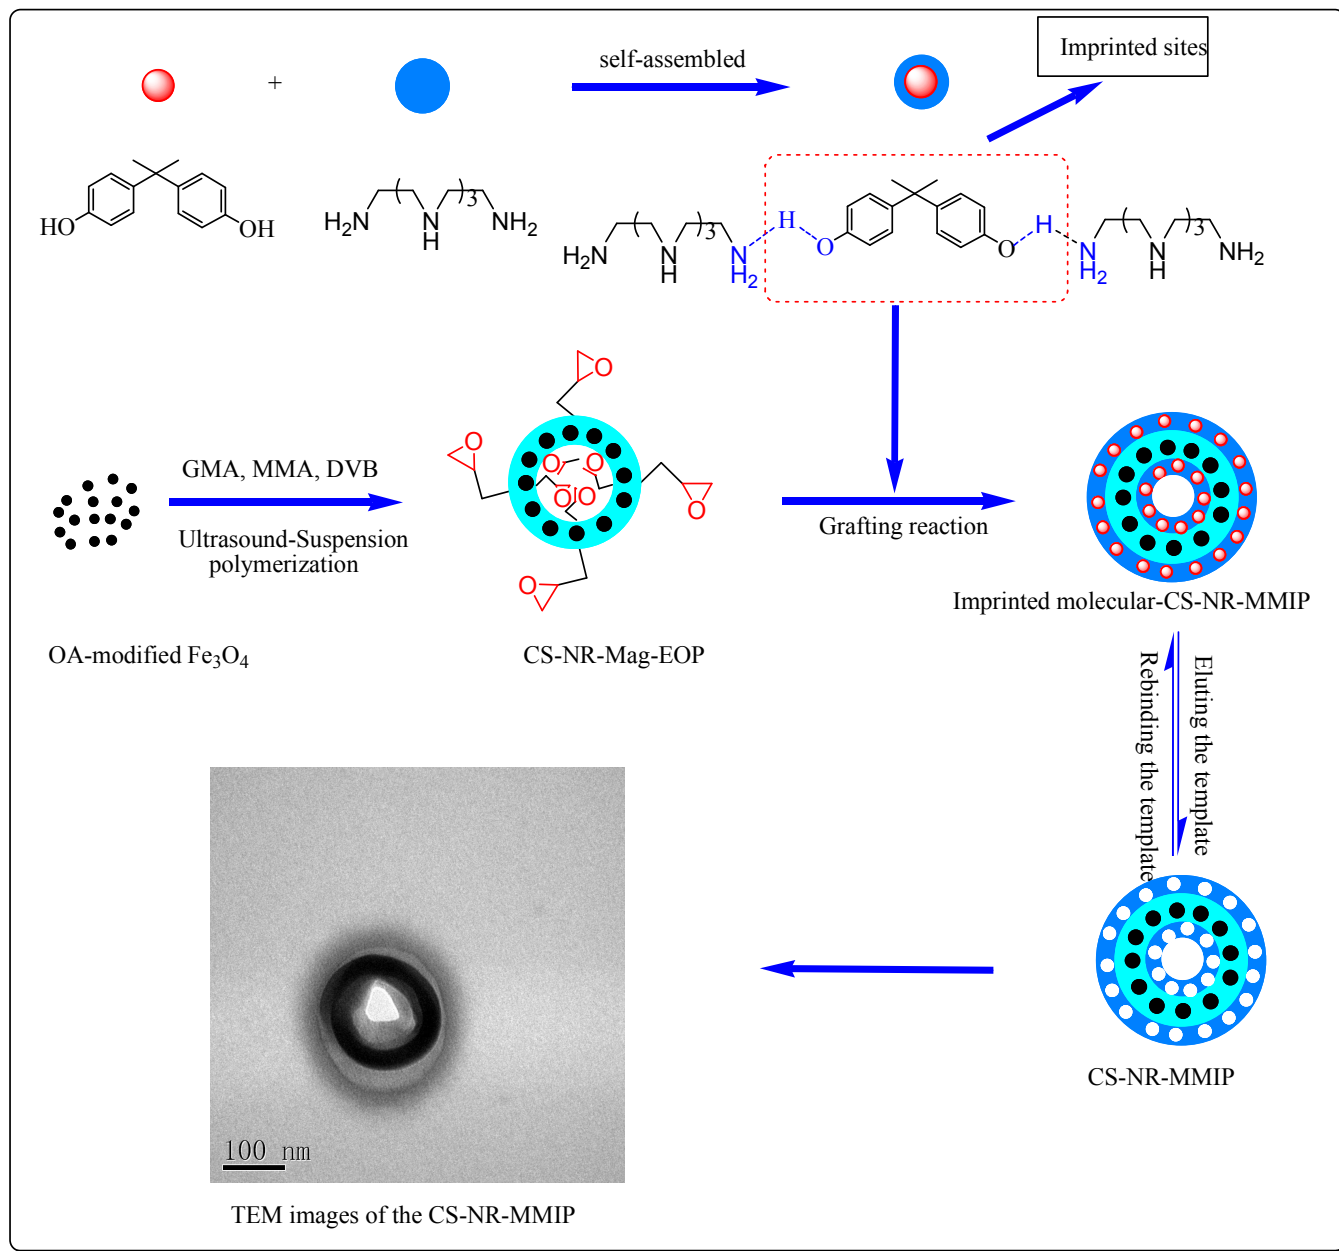 self-assembled
Imprinted sites
+
HO
OH
H2N
N
H
3
NH2
H2N
N
H
3
N
H2
H
O
O
H
N
H2
N
H
3
NH2
O
O
O
O
O
O
O
O
GMA, MMA, DVB
Ultrasound-Suspension
polymerization
Grafting reaction
OA-modified Fe3O4
CS-NR-Mag-EOP
Imprinted molecular-CS-NR-MMIP
Rebinding the template
Eluting the template
CS-NR-MMIP
100 nm
TEM images of the CS-NR-MMIP